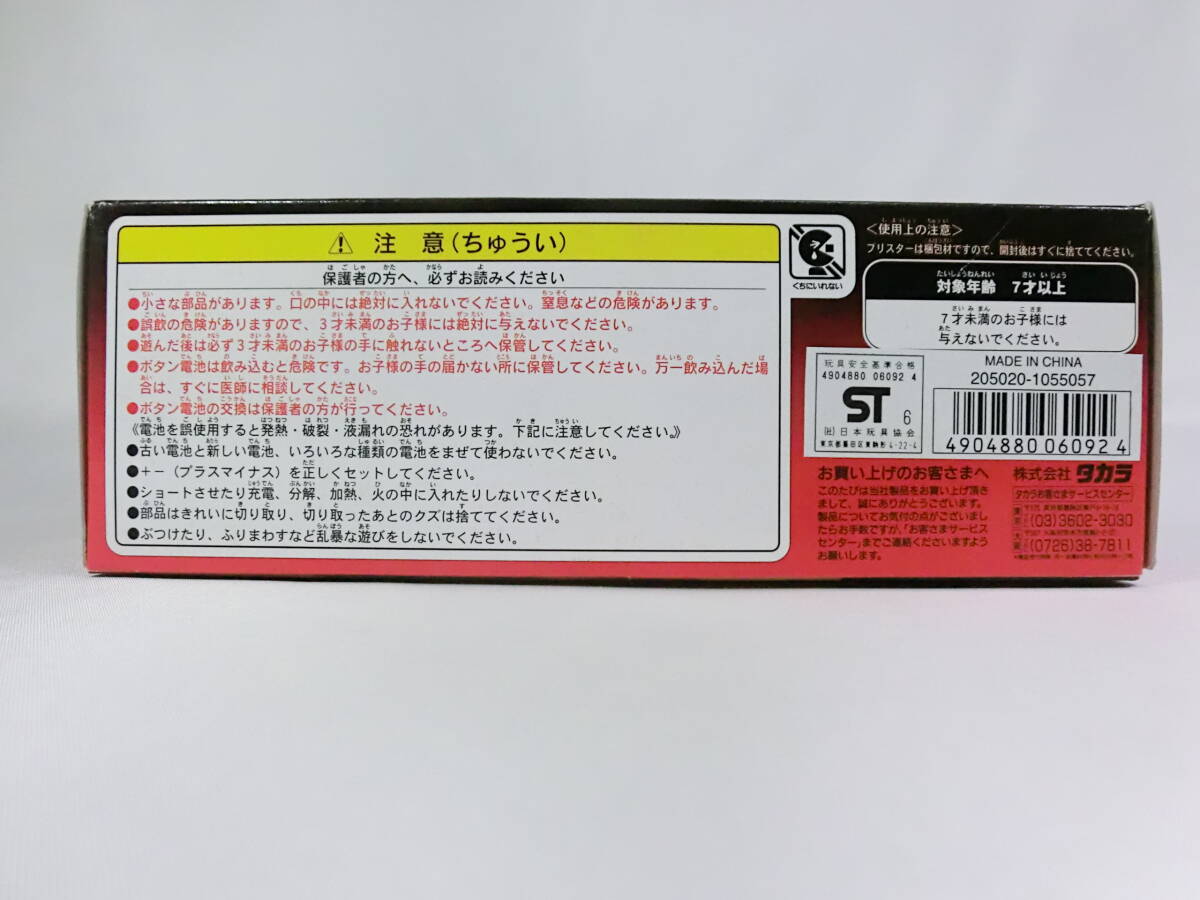 注意(ちゅうい)
保護者の方へ、必ずお読みください
●小さな部品があります。口の中には絶対に入れないでください。窒息などの危険があります。
●誤飲の危険がありますので、3才未満のお子様には絶対に与えないでください。
●遊んだ後は必ず3才未満のお子様の手に触れないところへ保管してください。
●ボタン電池は飲み込むと危険です。お子様の手の届かない所に保管してください。万一飲み込んだ場
合は、すぐに医師に相談してください。
●ボタン電池の交換は保護者の方が行ってください。
《電池を誤使用すると発熱・破裂・液漏れの恐れがあります。下記に注意してください。》
●古い電池と新しい電池、いろいろな種類の電池をまぜて使わないでください。
●+-(プラスマイナス)を正しくセットしてください。
●ショートさせたり充電、分解、加熱、火の中に入れたりしないでください。
●部品はきれいに切り取り、切り取ったあとのクズは捨ててください。
●ぶつけたり、ふりまわすなど乱暴な遊びをしないでください。
くちにいれない
<使用上の注意>
ブリスターは梱包材ですので、開封後はすぐに捨ててください。
対象年齢 7才以上
7才未満のお子様には
与えないでください。
玩具安全基準合格
4904880 06092 4
ST 6
(社)日本玩具協会
東京都墨田区東駒形4-22-4
MADE IN CHINA
205020-1055057
4904880060924
お買い上げのお客さまへ
このたびは当社製品をお買い上げ頂き
まして、誠にありがとうございます。
製品についてお気付の点がございまし
たらお手数ですが、「お客さまサービス
センター」までご連絡くださいますよう
お願いします。
株式会社タカラ
タカラお客さまサービスセンター
(03)3602-3030
(0726)38-7811